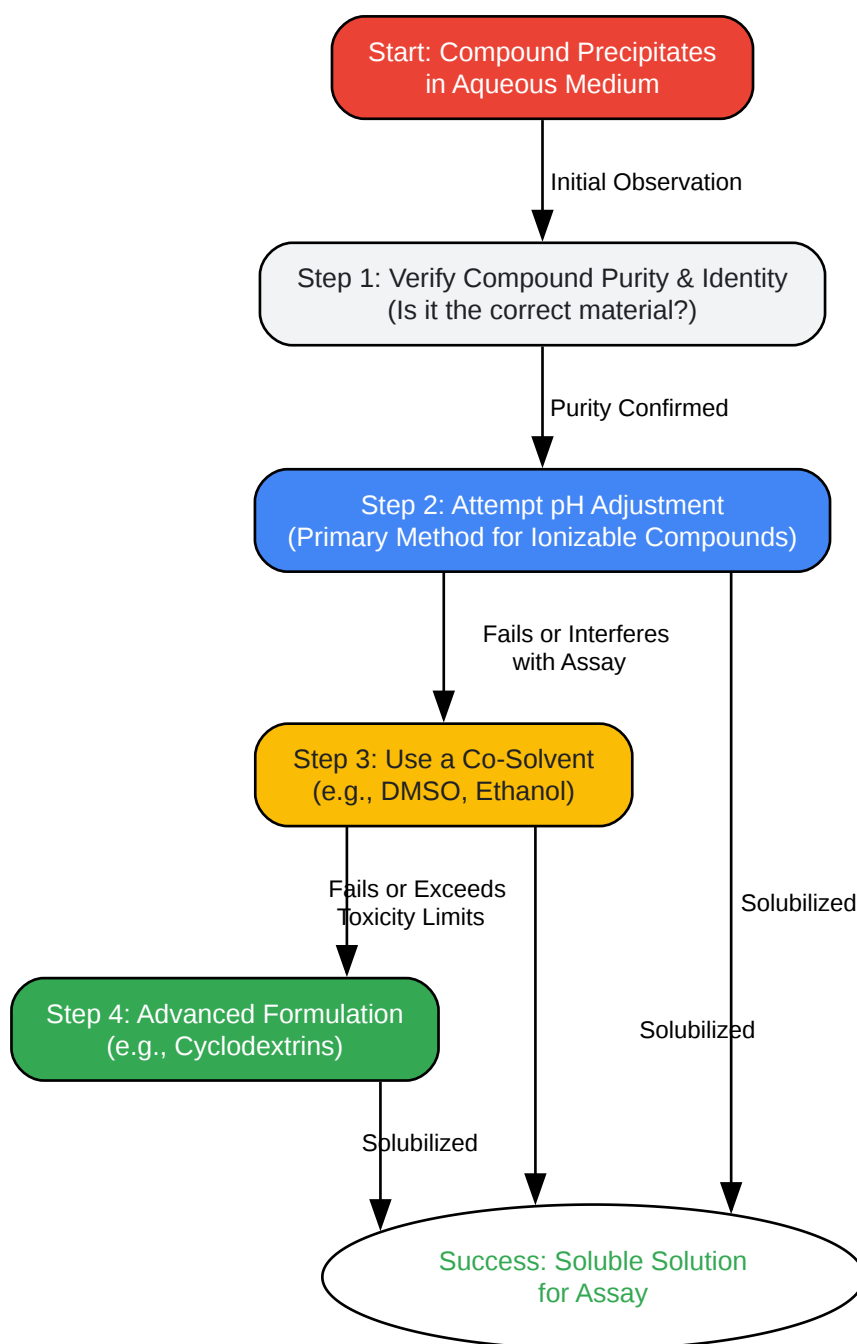 Start: Compound Precipitates
in Aqueous Medium
Initial Observation
Step 1: Verify Compound Purity & Identity
(Is it the correct material?)
Purity Confirmed
Step 2: Attempt pH Adjustment
(Primary Method for Ionizable Compounds)
Fails or Interferes
with Assay
Step 3: Use a Co-Solvent
(e.g., DMSO, Ethanol)
Fails or Exceeds
Toxicity Limits
Solubilized
Step 4: Advanced Formulation
(e.g., Cyclodextrins)
Solubilized
Solubilized
Success: Soluble Solution
for Assay